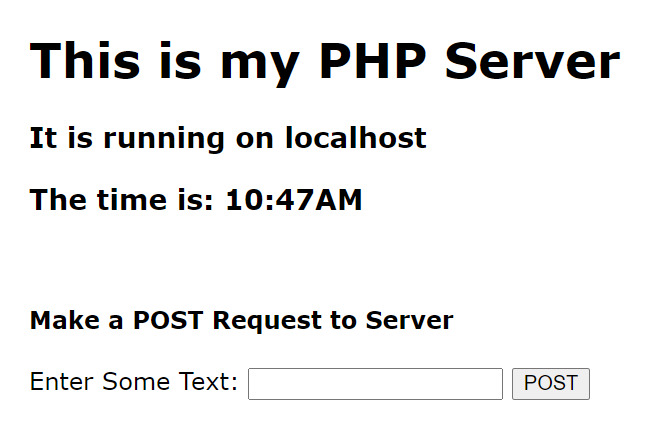 This is my PHP Server
It is running on localhost
The time is: 10:47AM
Make a POST Request to Server
Enter Some Text: POST